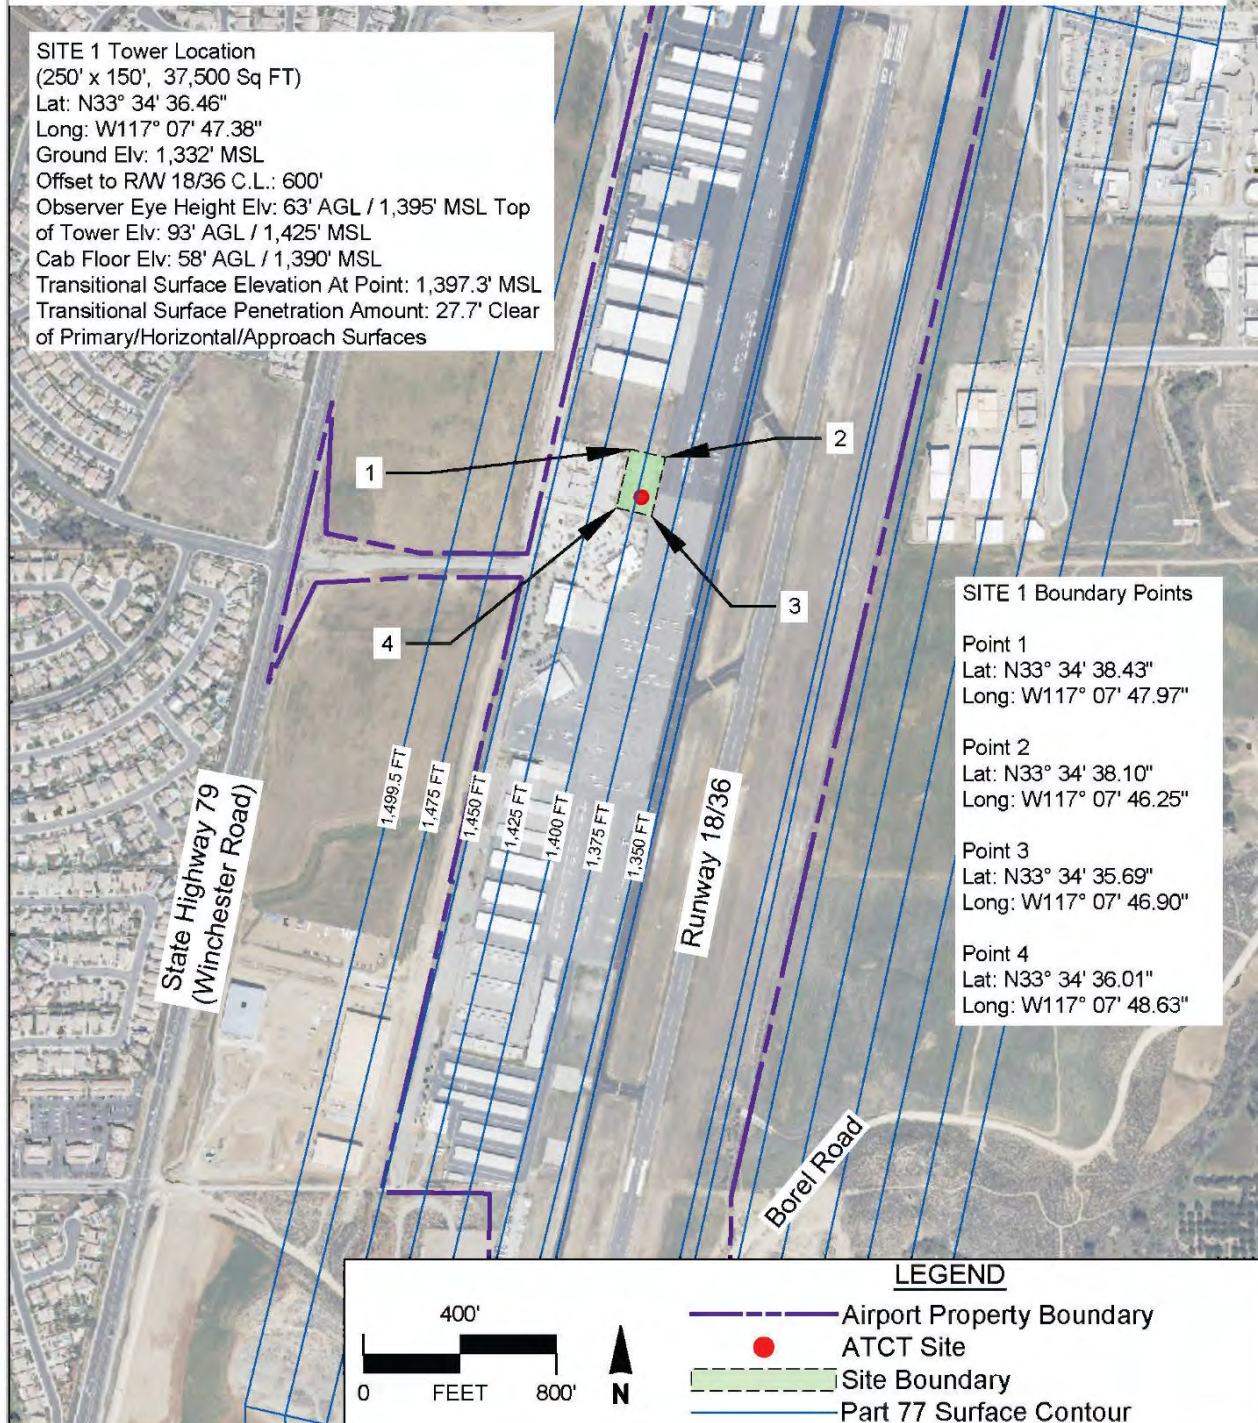 SITE 1 Tower Location
(250' x 150', 37,500 Sq FT)
Lat: N33° 34' 36.46"
Long: W117° 07' 47.38"
Ground Elv: 1,332' MSL
Offset to R/W 18/36 C.L.: 600'
Observer Eye Height Elv: 63' AGL / 1,395' MSL Top
of Tower Elv: 93' AGL / 1,425' MSL
Cab Floor Elv: 58' AGL / 1,390' MSL
Transitional Surface Elevation At Point: 1,397.3' MSL
Transitional Surface Penetration Amount: 27.7' Clear
of Primary/Horizontal/Approach Surfaces
1
2
3
4
SITE 1 Boundary Points
Point 1
Lat: N33° 34' 38.43"
Long: W117° 07' 47.97"
Point 2
Lat: N33° 34' 38.10"
Long: W117° 07' 46.25"
Point 3
Lat: N33° 34' 35.69"
Long: W117° 07' 46.90"
Point 4
Lat: N33° 34' 36.01"
Long: W117° 07' 48.63"
State Highway 79
(Winchester Road)
1,499.5 FT
1,475 FT
1,450 FT
1,425 FT
1,400 FT
1,375 FT
1,350 FT
Runway 18/36
Borel Road
LEGEND
400'
0 FEET 800'
N
Airport Property Boundary
ATCT Site
Site Boundary
Part 77 Surface Contour